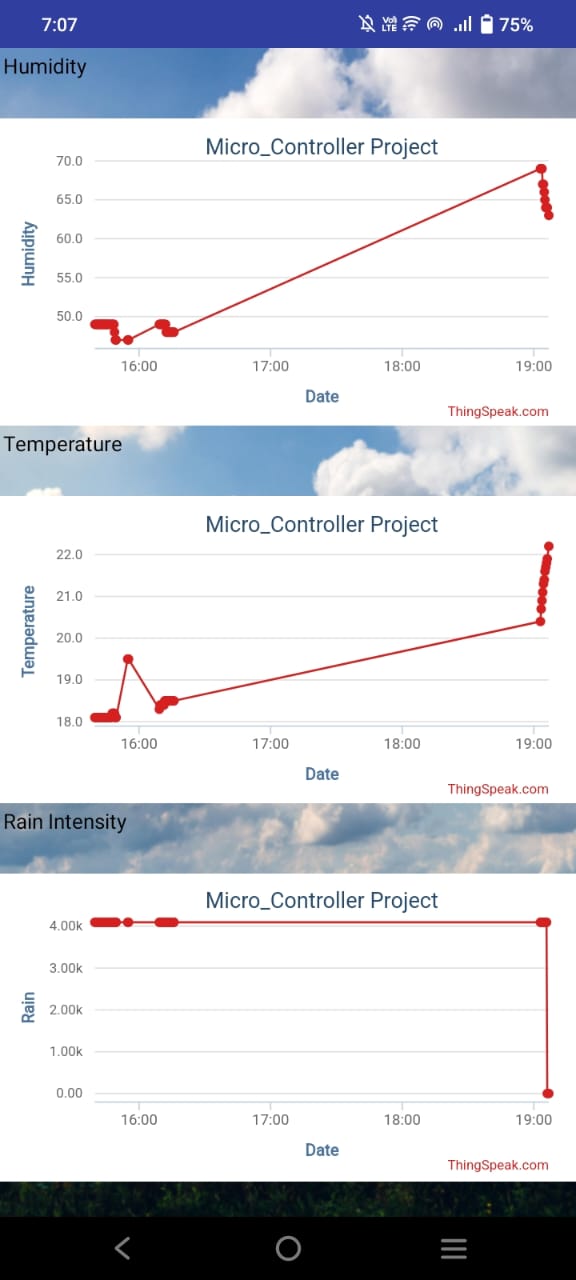 7:07 Vo) LTE 75%
Humidity
Micro_Controller Project
70.0
65.0
60.0
55.0
50.0
Humidity
16:00 17:00 18:00 19:00
Date
ThingSpeak.com
Temperature
Micro_Controller Project
22.0
21.0
20.0
19.0
18.0
Temperature
16:00 17:00 18:00 19:00
Date
ThingSpeak.com
Rain Intensity
Micro_Controller Project
4.00k
3.00k
2.00k
1.00k
0.00
Rain
16:00 17:00 18:00 19:00
Date
ThingSpeak.com